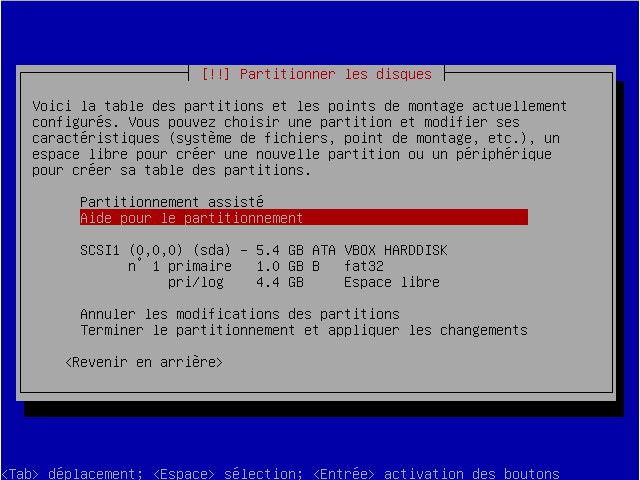 [!!] Partitionner les disques
Voici la table des partitions et les points de montage actuellement
configurés. Vous pouvez choisir une partition et modifier ses
caractéristiques (système de fichiers, point de montage, etc.), un
espace libre pour créer une nouvelle partition ou un périphérique
pour créer sa table des partitions.
Partitionnement assisté
Aide pour le partitionnement
SCSI1 (0,0,0) (sda) - 5.4 GB ATA VBOX HARDDISK
n° 1 primaire 1.0 GB B fat32
pri/log 4.4 GB Espace libre
Annuler les modifications des partitions
Terminer le partitionnement et appliquer les changements
<Revenir en arrière>
<Tab> déplacement; <Espace> sélection; <Entrée> activation des boutons